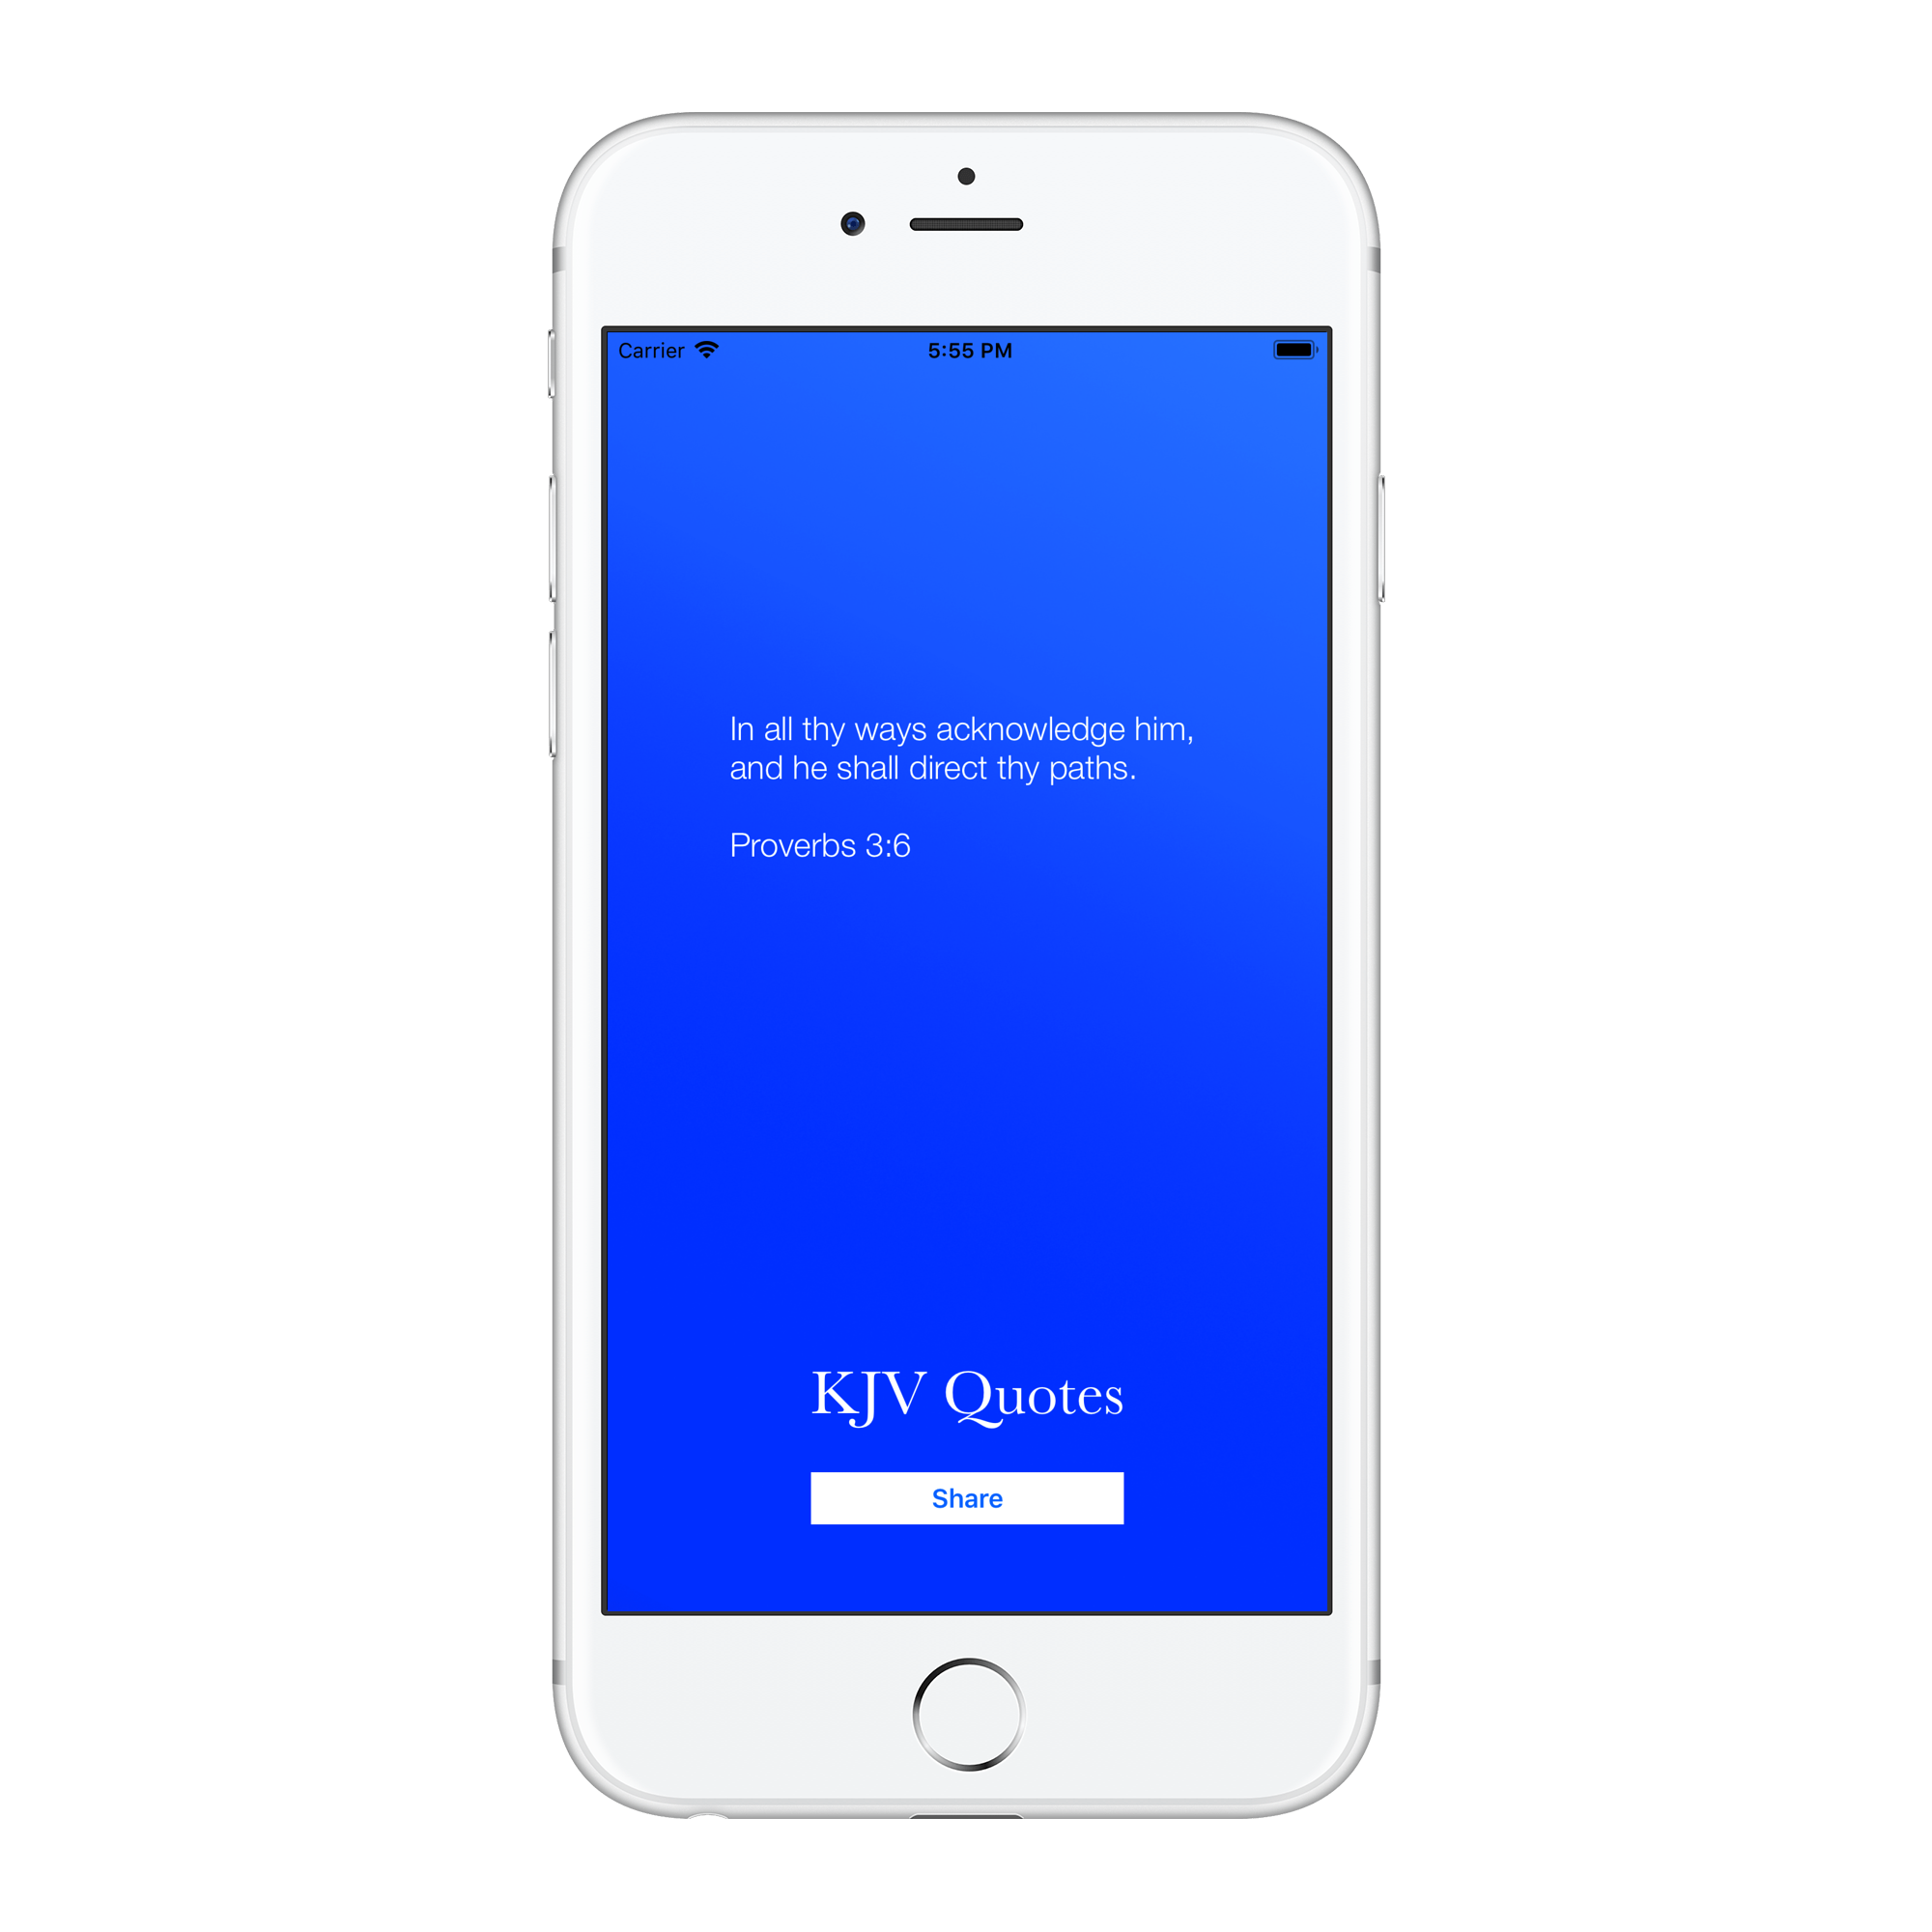 Carrier
5:55 PM
In all thy ways acknowledge him,
and he shall direct thy paths.
Proverbs 3:6
KJV Quotes
Share